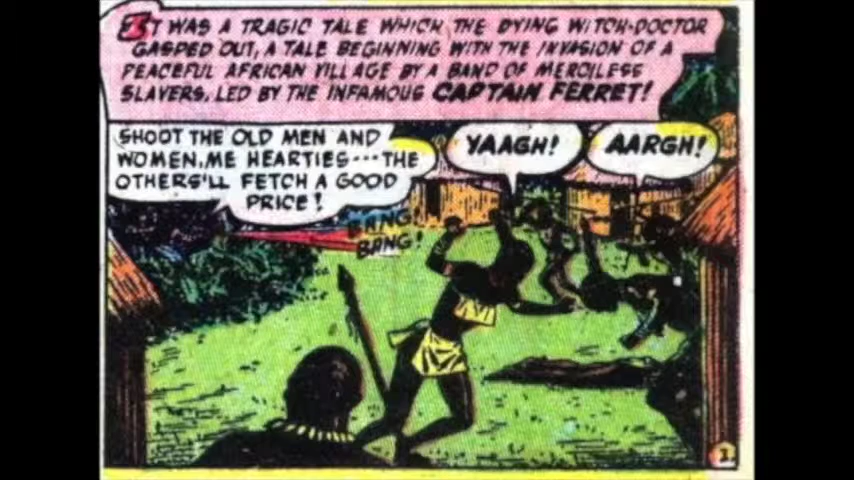 IT WAS A TRAGIC TALE WHICH THE DYING WITCH-DOCTOR
GASPED OUT, A TALE BEGINNING WITH THE INVASION OF A
PEACEFUL AFRICAN VILLAGE BY A BAND OF MERCILESS
SLAVERS, LED BY THE INFAMOUS CAPTAIN FERRET!
SHOOT THE OLD MEN AND
WOMEN, ME HEARTIES---THE
OTHERS'LL FETCH A GOOD
PRICE!
YAAGH!
AARGH!
BANG!
BANG!